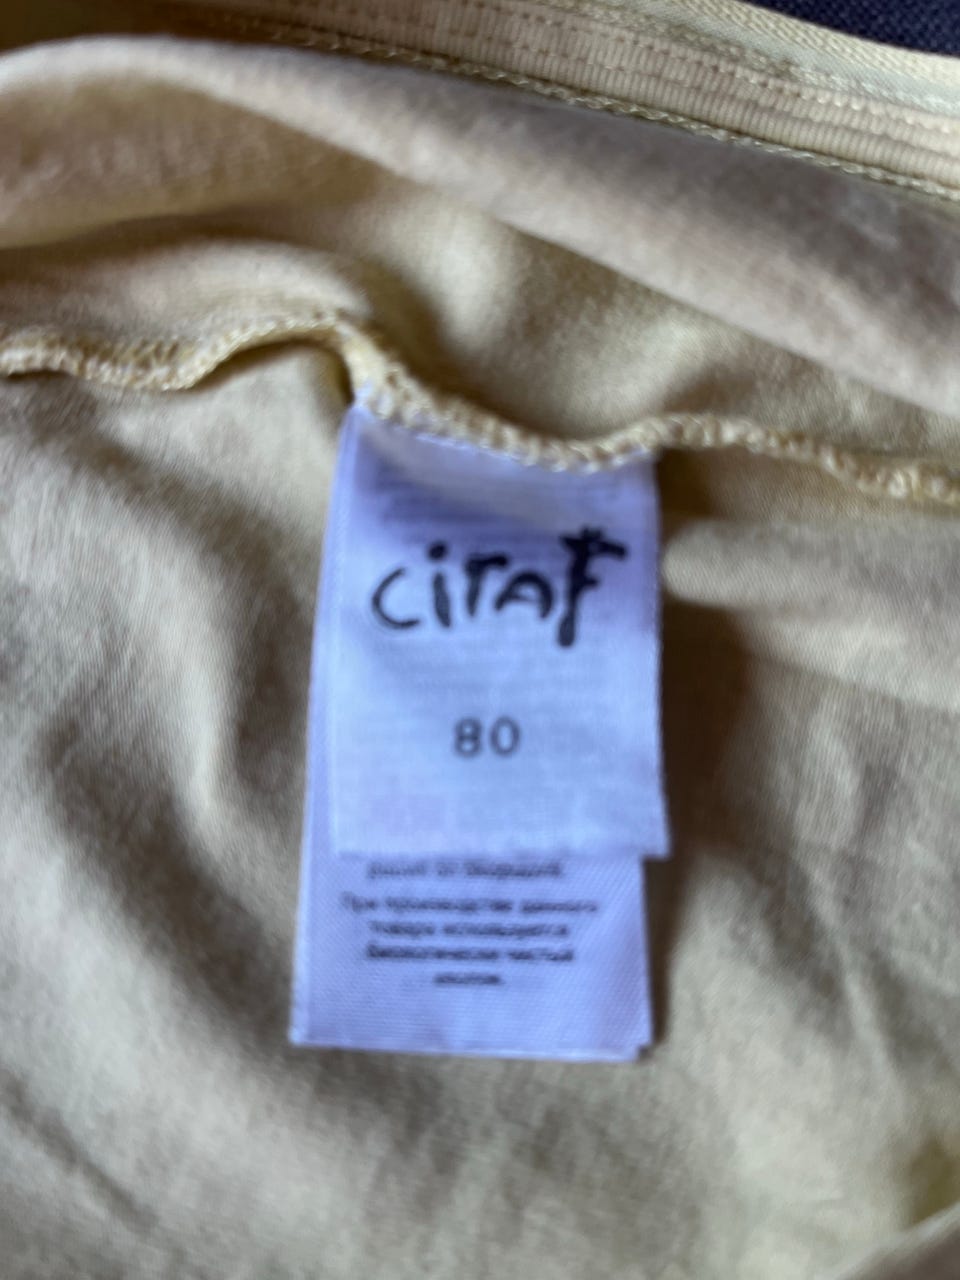 ciraf
80
При производстве данного
товара используется
биологически чистый
хлопок.